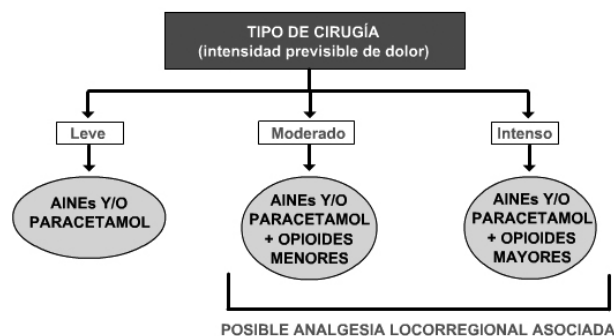 TIPO DE CIRUGÍA
(intensidad previsible de dolor)
Leve
Moderado
Intenso
AINEs Y/O
PARACETAMOL
AINEs Y/O
PARACETAMOL
+ OPIOIDES
MENORES
AINEs Y/O
PARACETAMOL
+ OPIOIDES
MAYORES
POSIBLE ANALGESIA LOCORREGIONAL ASOCIADA